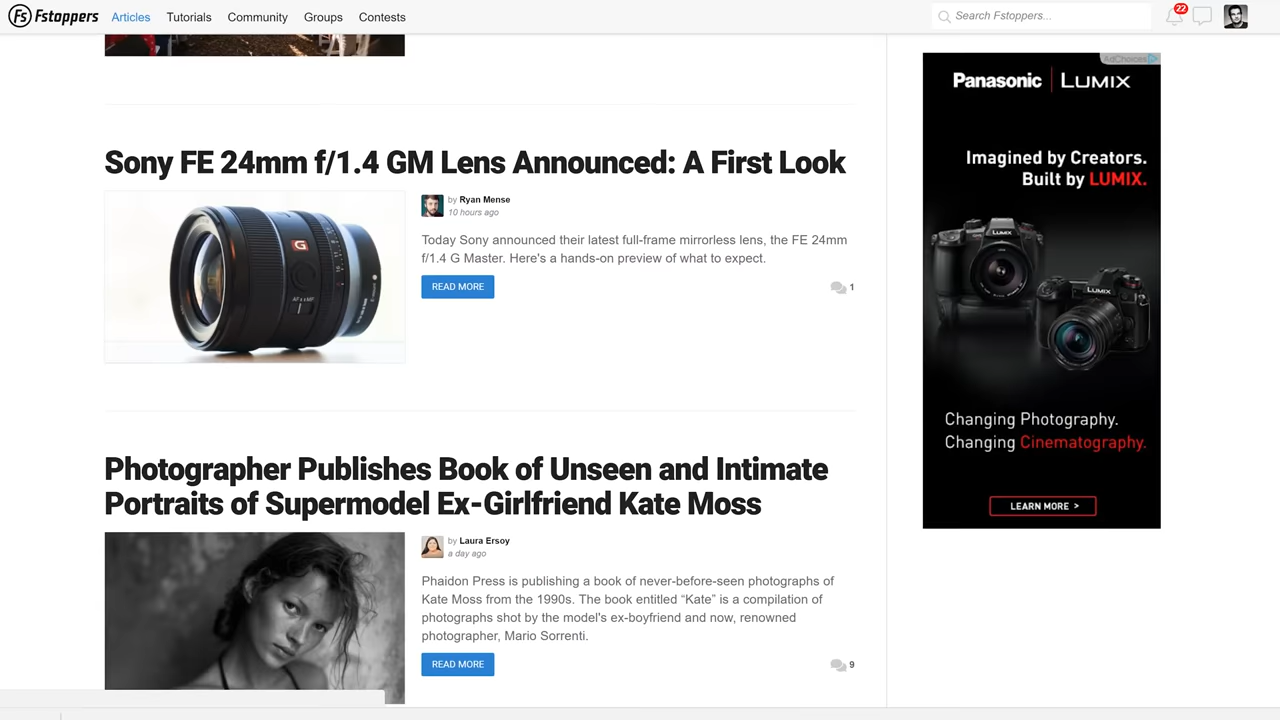 Fstoppers Articles Tutorials Community Groups Contests Search Fstoppers... 22
Sony FE 24mm f/1.4 GM Lens Announced: A First Look
by Ryan Mense
10 hours ago
Today Sony announced their latest full-frame mirrorless lens, the FE 24mm
f/1.4 G Master. Here's a hands-on preview of what to expect.
READ MORE
1
Photographer Publishes Book of Unseen and Intimate
Portraits of Supermodel Ex-Girlfriend Kate Moss
by Laura Ersoy
a day ago
Phaidon Press is publishing a book of never-before-seen photographs of
Kate Moss from the 1990s. The book entitled “Kate” is a compilation of
photographs shot by the model's ex-boyfriend and now, renowned
photographer, Mario Sorrenti.
READ MORE
9
AdChoices
Panasonic LUMIX
Imagined by Creators.
Built by LUMIX.
LUMIX
LUMIX
Changing Photography.
Changing Cinematography.
LEARN MORE >